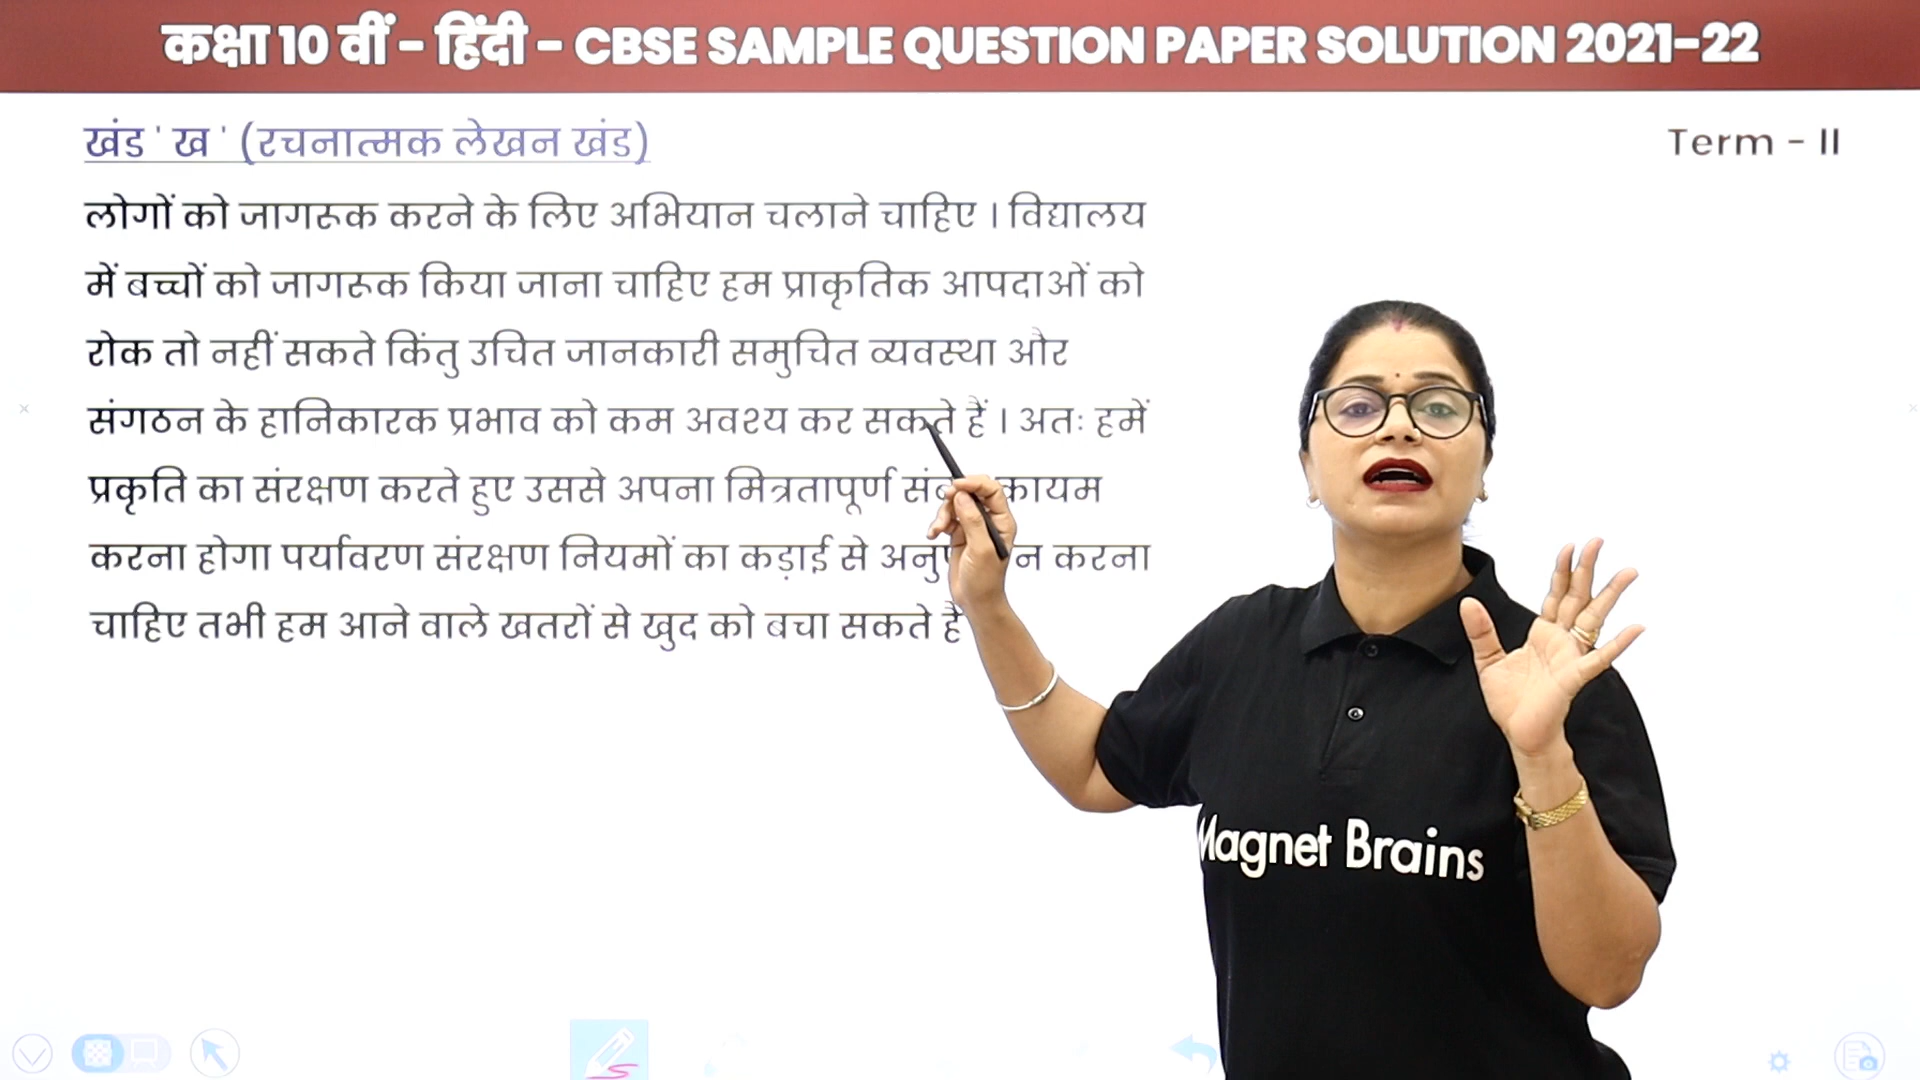 कक्षा 10 वीं - हिंदी - CBSE SAMPLE QUESTION PAPER SOLUTION 2021-22
खंड ' ख ' (रचनात्मक लेखन खंड)
Term - II
लोगों को जागरूक करने के लिए अभियान चलाने चाहिए । विद्यालय
में बच्चों को जागरूक किया जाना चाहिए हम प्राकृतिक आपदाओं को
रोक तो नहीं सकते किंतु उचित जानकारी समुचित व्यवस्था और
संगठन के हानिकारक प्रभाव को कम अवश्य कर सकते हैं । अतः हमें
प्रकृति का संरक्षण करते हुए उससे अपना मित्रतापूर्ण कायम
करना होगा पर्यावरण संरक्षण नियमों का कड़ाई से करना
चाहिए तभी हम आने वाले खतरों से खुद को बचा सकते हैं
Magnet Brains